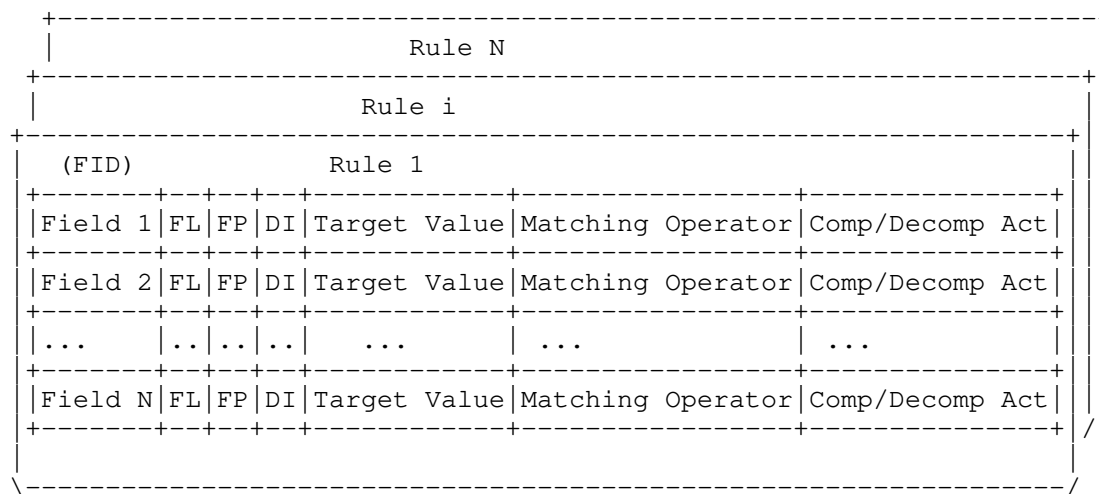 Rule N
Rule i
(FID) Rule 1
Field 1 FL FP DI Target Value Matching Operator Comp/Decomp Act
Field 2 FL FP DI Target Value Matching Operator Comp/Decomp Act
... .. .. .. ... ... ...
Field N FL FP DI Target Value Matching Operator Comp/Decomp Act